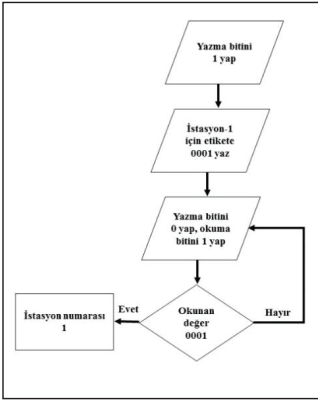 Yazma bitini
1 yap
İstasyon-1
için etikete
0001 yaz
Yazma bitini
0 yap, okuma
bitini 1 yap
Okunan
değer
0001
Evet
Hayır
İstasyon numarası
1